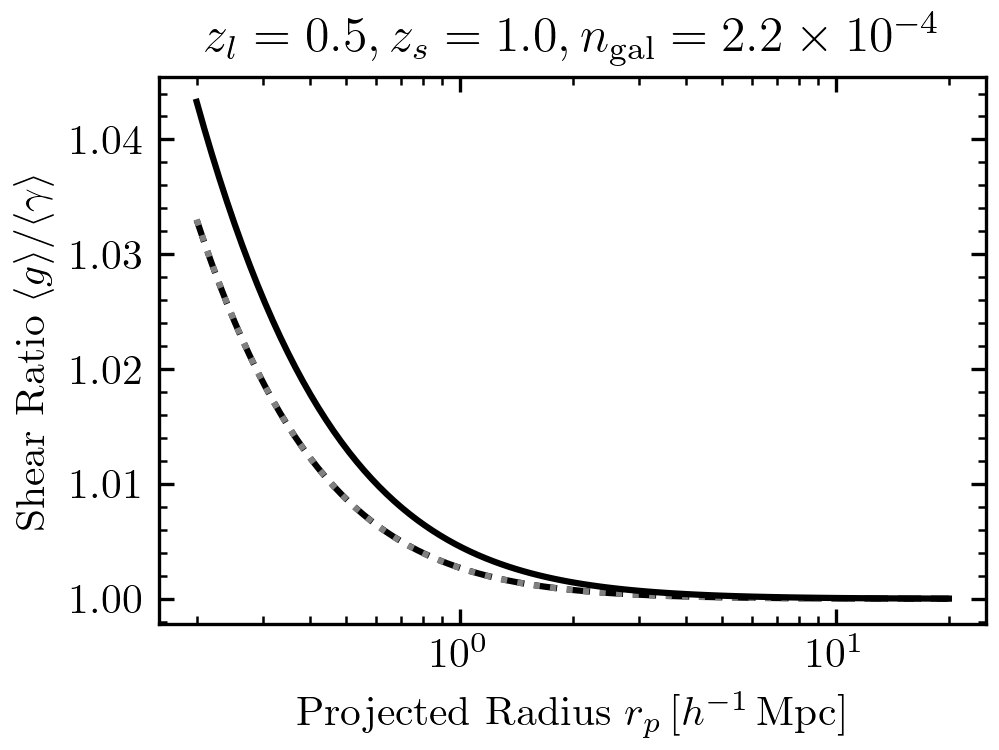 z_l = 0.5, z_s = 1.0, n_gal = 2.2 × 10^−4
Shear Ratio ⟨g⟩/⟨γ⟩
1.04
1.03
1.02
1.01
1.00
10^0
10^1
Projected Radius r_p [h^−1 Mpc]